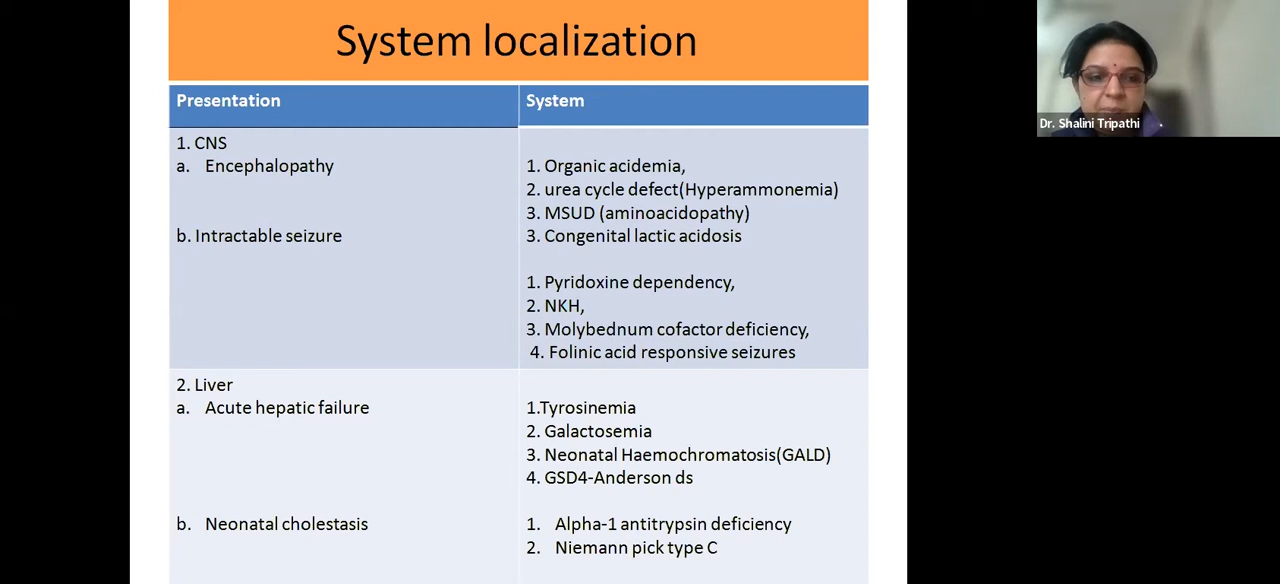 System localization
Presentation
System
1. CNS
a. Encephalopathy
1. Organic acidemia,
2. urea cycle defect(Hyperammonemia)
3. MSUD (aminoacidopathy)
b. Intractable seizure
3. Congenital lactic acidosis
1. Pyridoxine dependency,
2. NKH,
3. Molybednum cofactor deficiency,
4. Folinic acid responsive seizures
2. Liver
a. Acute hepatic failure
1.Tyrosinemia
2. Galactosemia
3. Neonatal Haemochromatosis(GALD)
4. GSD4-Anderson ds
b. Neonatal cholestasis
1. Alpha-1 antitrypsin deficiency
2. Niemann pick type C
Dr. Shalini Tripathi